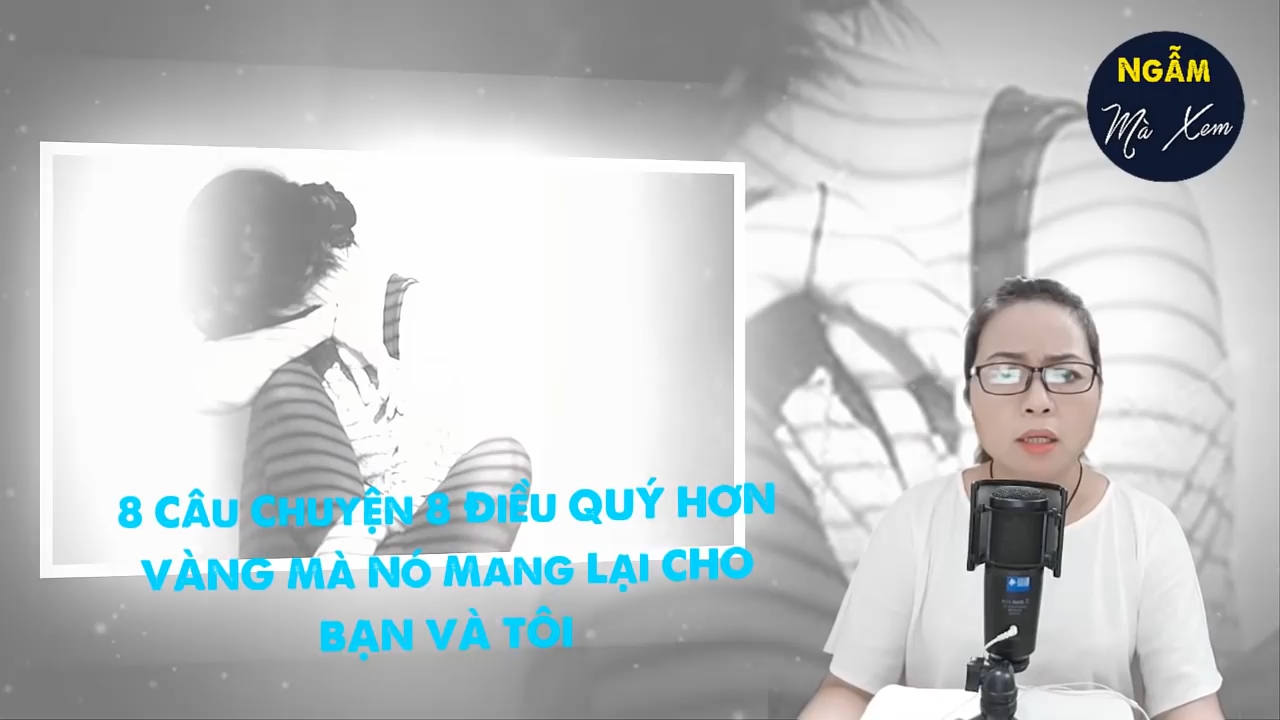 NGẪM
Mà Xem
8 CÂU CHUYỆN 8 ĐIỀU QUÝ HƠN
VÀNG MÀ NÓ MANG LẠI CHO
BẠN VÀ TÔI